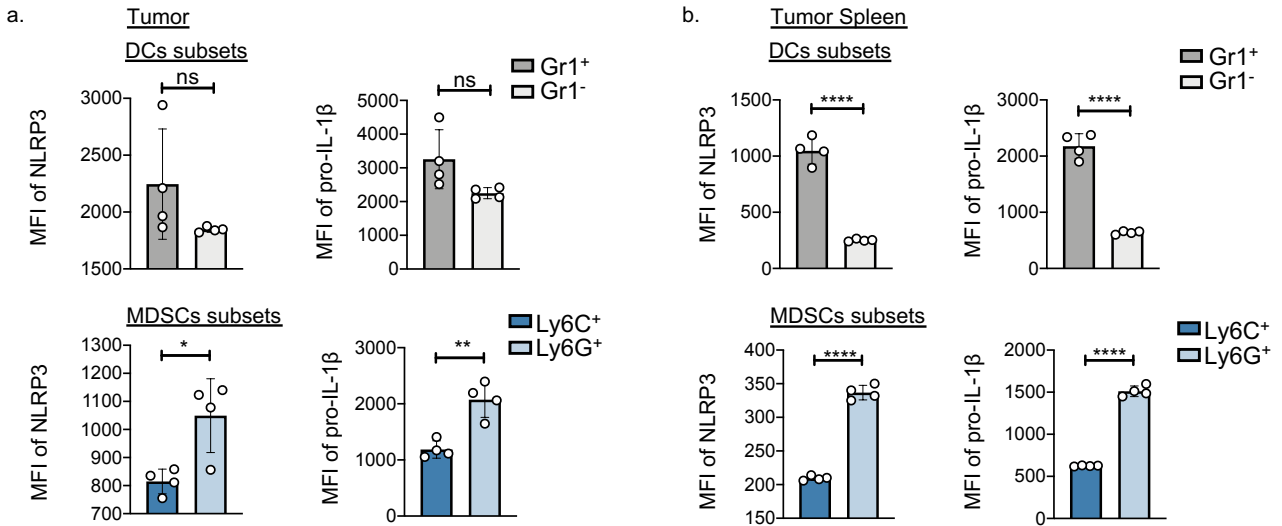 a.
Tumor
DCs subsets
MFI of NLRP3
3000
2500
2000
1500
ns
MFI of pro-IL-1β
5000
4000
3000
2000
1000
0
ns
Gr1+
Gr1-
MDSCs subsets
MFI of NLRP3
1300
1200
1100
1000
900
800
700
*
MFI of pro-IL-1β
3000
2000
1000
0
**
Ly6C+
Ly6G+
b.
Tumor Spleen
DCs subsets
MFI of NLRP3
1500
1000
500
0
****
MFI of pro-IL-1β
3000
2000
1000
0
****
Gr1+
Gr1-
MDSCs subsets
MFI of NLRP3
400
350
300
250
200
150
****
MFI of pro-IL-1β
2000
1500
1000
500
0
****
Ly6C+
Ly6G+